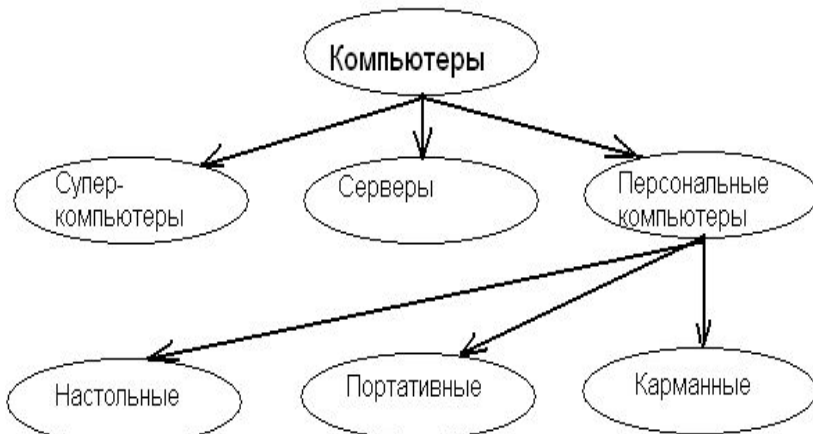 Компьютеры
Супер-
компьютеры
Серверы
Персональные
компьютеры
Настольные
Портативные
Карманные